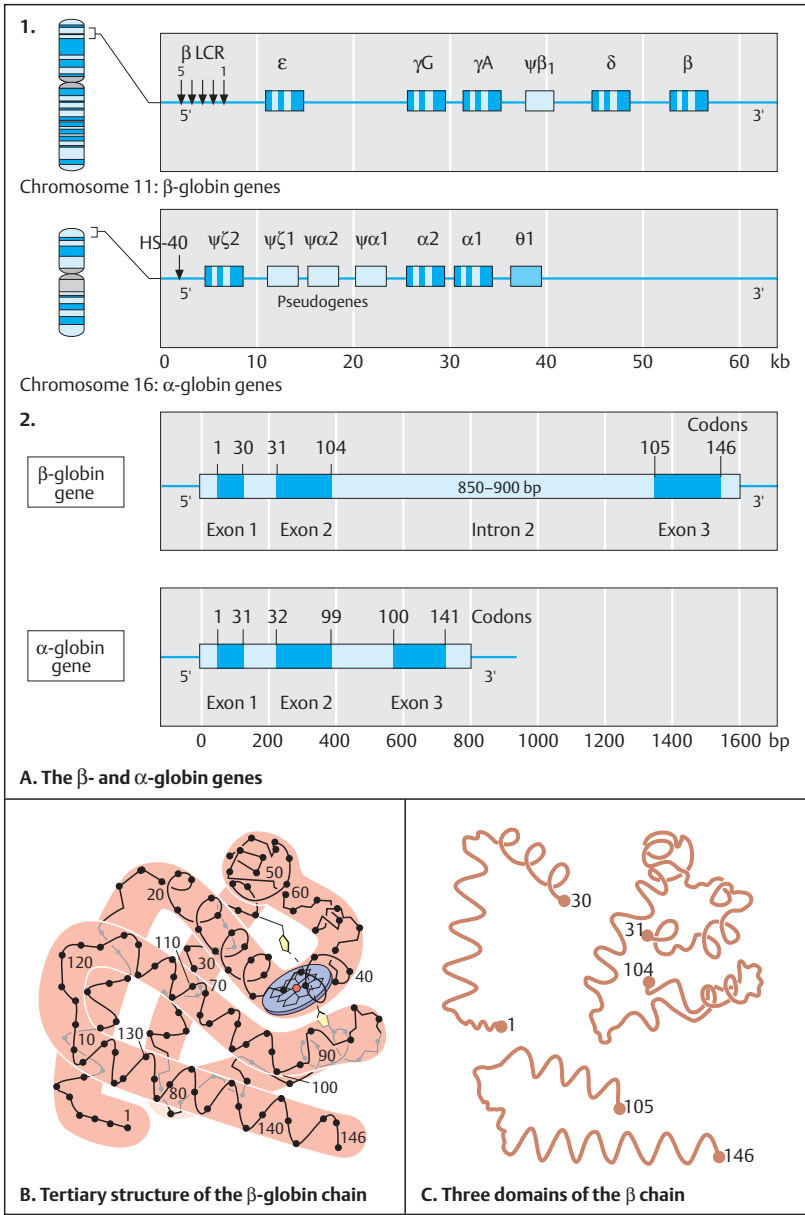 1.
β LCR
5 1
ε γG γA ψβ1 δ β
5' 3'
Chromosome 11: β-globin genes
HS-40
ψζ2 ψζ1 ψα2 ψα1 α2 α1 θ1
5' 3'
Pseudogenes
0 10 20 30 40 50 60 kb
Chromosome 16: α-globin genes
2.
Codons
1 30 31 104 105 146
β-globin
gene
850–900 bp
5' 3'
Exon 1 Exon 2 Intron 2 Exon 3
1 31 32 99 100 141 Codons
α-globin
gene
5' 3'
Exon 1 Exon 2 Exon 3
0 200 400 600 800 1000 1200 1400 1600 bp
A. The β- and α-globin genes
50
20 60
110
120 30 40
70
10 130 90
80 100
1 140 146
B. Tertiary structure of the β-globin chain
30
31
104
1
105
146
C. Three domains of the β chain